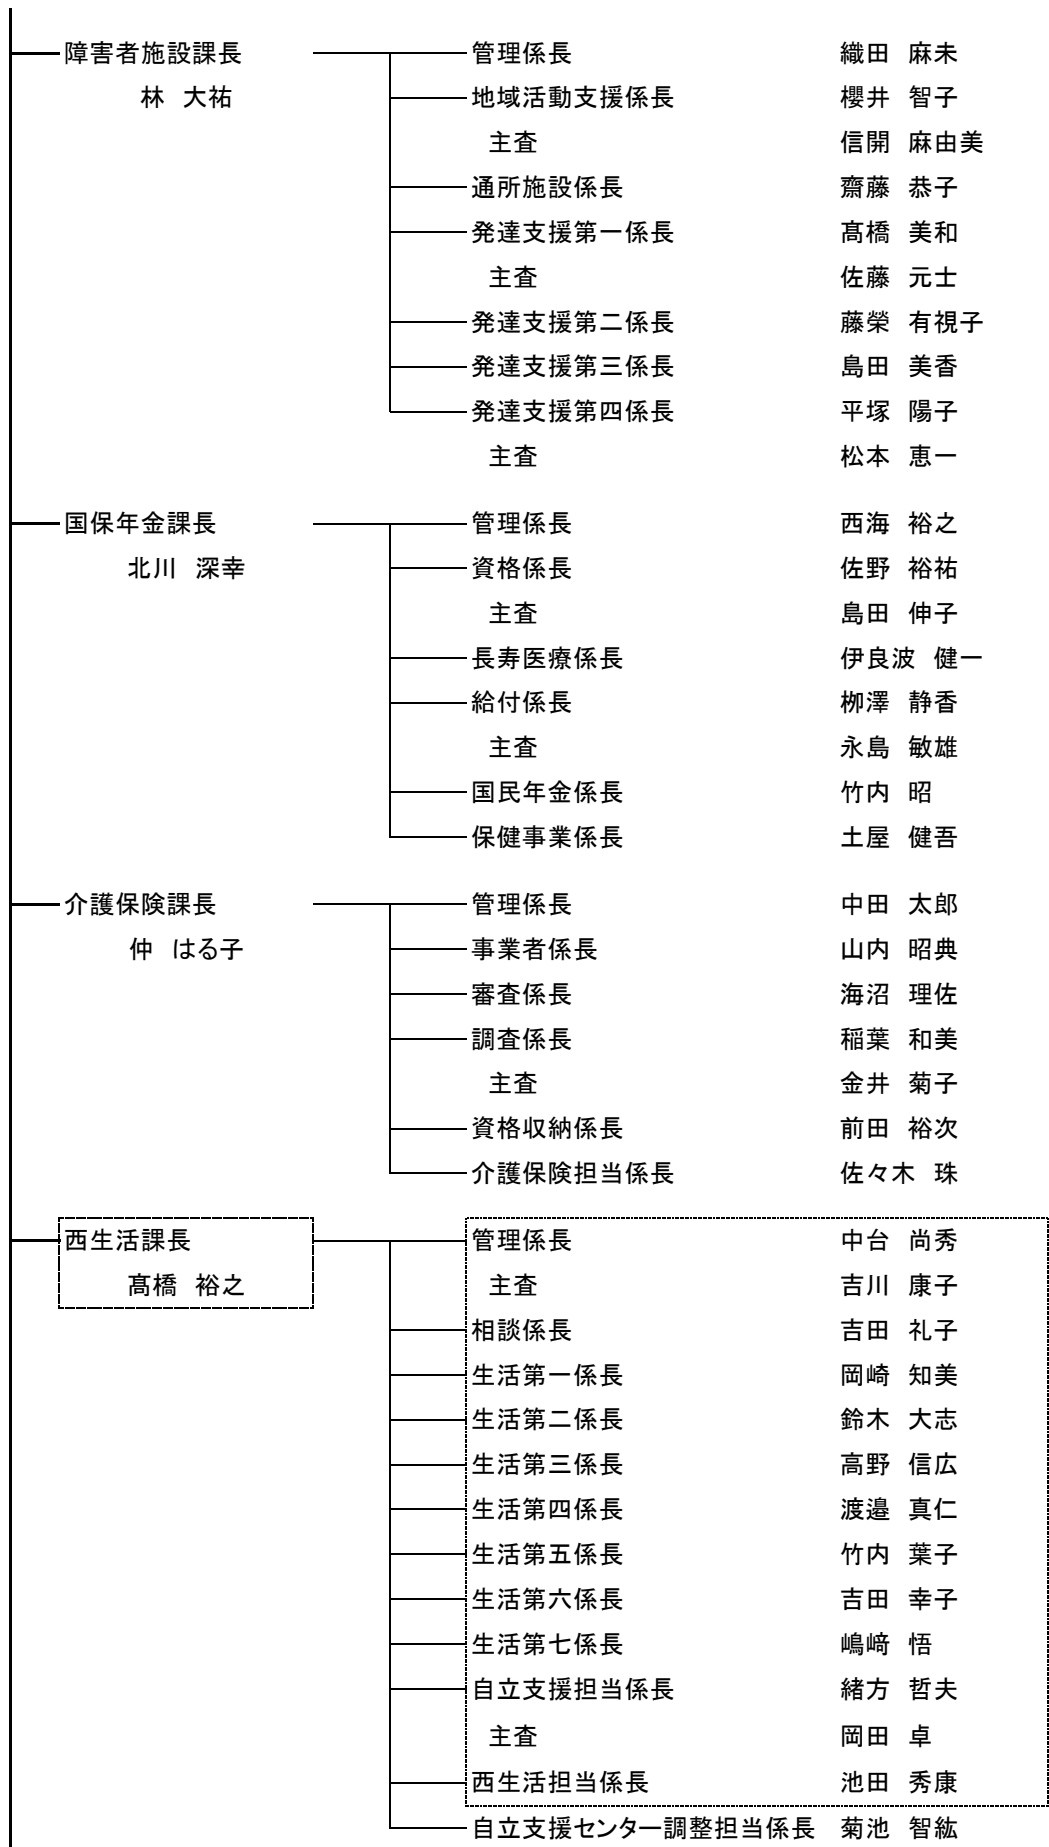 障害者施設課長 管理係長 織田 麻未
林 大祐 地域活動支援係長 櫻井 智子
主査 信開 麻由美
通所施設係長 齋藤 恭子
発達支援第一係長 髙橋 美和
主査 佐藤 元士
発達支援第二係長 藤榮 有視子
発達支援第三係長 島田 美香
発達支援第四係長 平塚 陽子
主査 松本 恵一
国保年金課長 管理係長 西海 裕之
北川 深幸 資格係長 佐野 裕祐
主査 島田 伸子
長寿医療係長 伊良波 健一
給付係長 栁澤 静香
主査 永島 敏雄
国民年金係長 竹内 昭
保健事業係長 土屋 健吾
介護保険課長 管理係長 中田 太郎
仲 はる子 事業者係長 山内 昭典
審査係長 海沼 理佐
調査係長 稲葉 和美
主査 金井 菊子
資格収納係長 前田 裕次
介護保険担当係長 佐々木 珠
西生活課長 管理係長 中台 尚秀
髙橋 裕之 主査 吉川 康子
相談係長 吉田 礼子
生活第一係長 岡崎 知美
生活第二係長 鈴木 大志
生活第三係長 高野 信広
生活第四係長 渡邉 真仁
生活第五係長 竹内 葉子
生活第六係長 吉田 幸子
生活第七係長 嶋﨑 悟
自立支援担当係長 緒方 哲夫
主査 岡田 卓
西生活担当係長 池田 秀康
自立支援センター調整担当係長 菊池 智紘